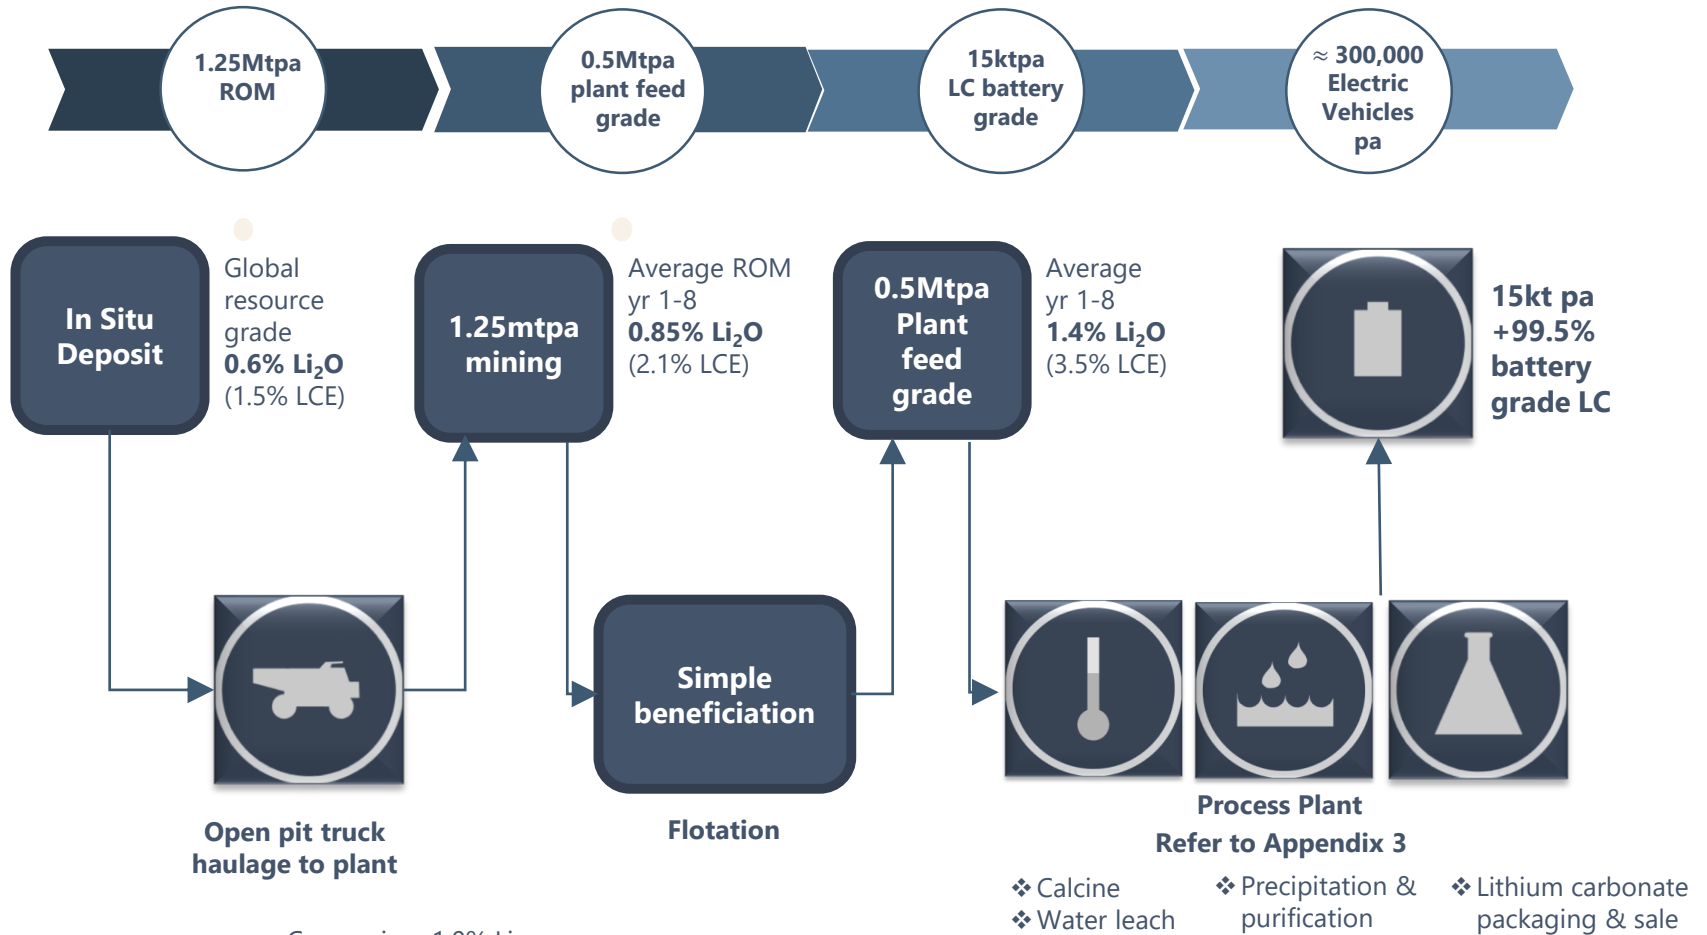 1.25Mtpa
ROM
0.5Mtpa
plant feed
grade
15ktpa
LC battery
grade
≈ 300,000
Electric
Vehicles
pa
In Situ
Deposit
Global
resource
grade
0.6% Li₂O
(1.5% LCE)
1.25mtpa
mining
Average ROM
yr 1-8
0.85% Li₂O
(2.1% LCE)
0.5Mtpa
Plant
feed
grade
Average
yr 1-8
1.4% Li₂O
(3.5% LCE)
15kt pa
+99.5%
battery
grade LC
Open pit truck
haulage to plant
Simple
beneficiation
Flotation
Process Plant
Refer to Appendix 3
❖ Calcine
❖ Water leach
❖ Precipitation &
purification
❖ Lithium carbonate
packaging & sale